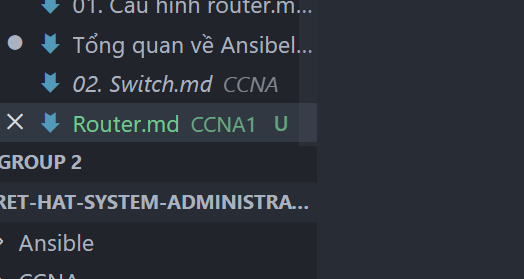 01. Cấu hình router.m...
Tổng quan về Ansibel...
02. Switch.md CCNA
Router.md CCNA1 U
GROUP 2
RET-HAT-SYSTEM-ADMINISTRA...
Ansible
CCNA